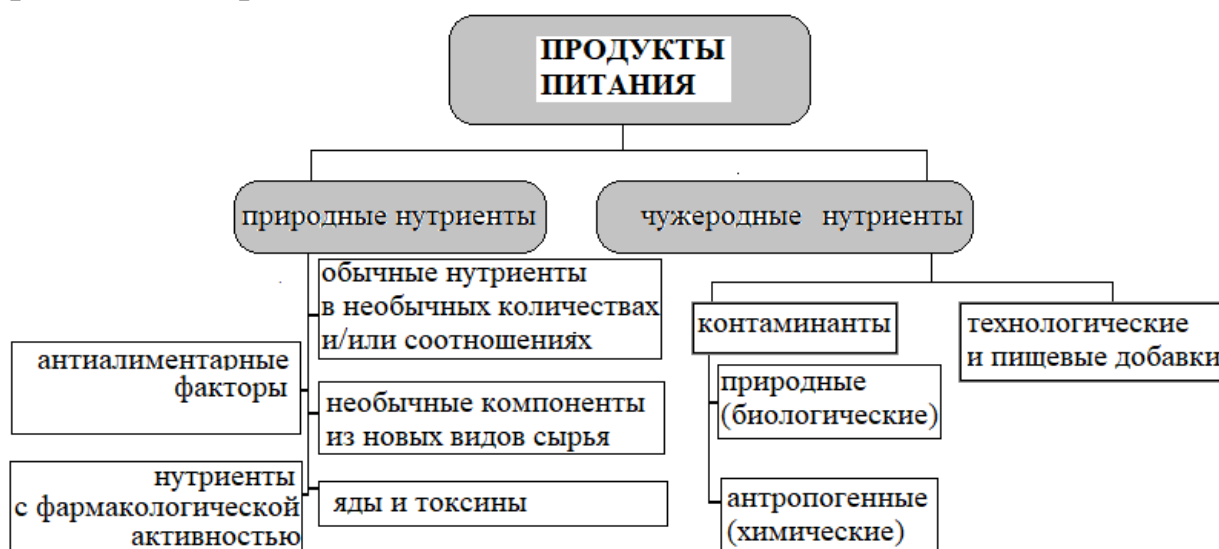 ПРОДУКТЫ
ПИТАНИЯ
природные нутриенты
чужеродные нутриенты
обычные нутриенты
в необычных количествах
и/или соотношениях
контаминанты
технологические
и пищевые добавки
антиалиментарные
факторы
необычные компоненты
из новых видов сырья
природные
(биологические)
нутриенты
с фармакологической
активностью
яды и токсины
антропогенные
(химические)